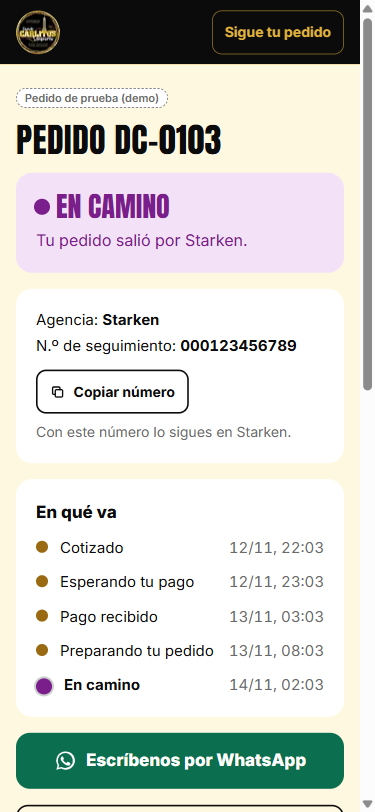 CARLITOS
Sigue tu pedido
Pedido de prueba (demo)
PEDIDO DC-0103
EN CAMINO
Tu pedido salió por Starken.
Agencia: Starken
N.º de seguimiento: 000123456789
Copiar número
Con este número lo sigues en Starken.
En qué va
Cotizado 12/11, 22:03
Esperando tu pago 12/11, 23:03
Pago recibido 13/11, 03:03
Preparando tu pedido 13/11, 08:03
En camino 14/11, 02:03
Escríbenos por WhatsApp